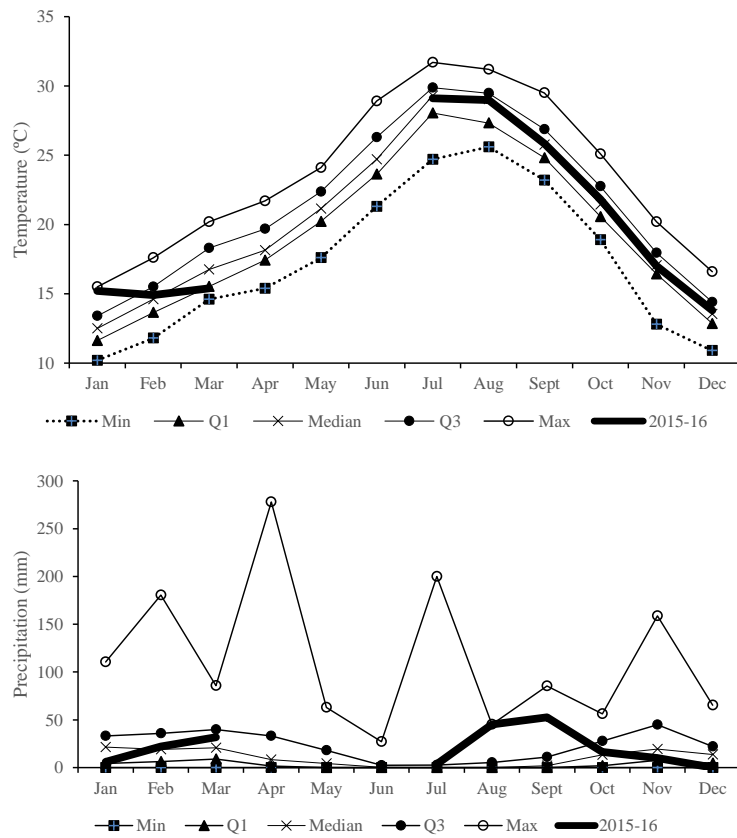 35
30
25
20
15
10
Temperature (ºC)
Jan Feb Mar Apr May Jun Jul Aug Sept Oct Nov Dec
Min Q1 Median Q3 Max 2015-16
300
250
200
150
100
50
0
Precipitation (mm)
Jan Feb Mar Apr May Jun Jul Aug Sept Oct Nov Dec
Min Q1 Median Q3 Max 2015-16